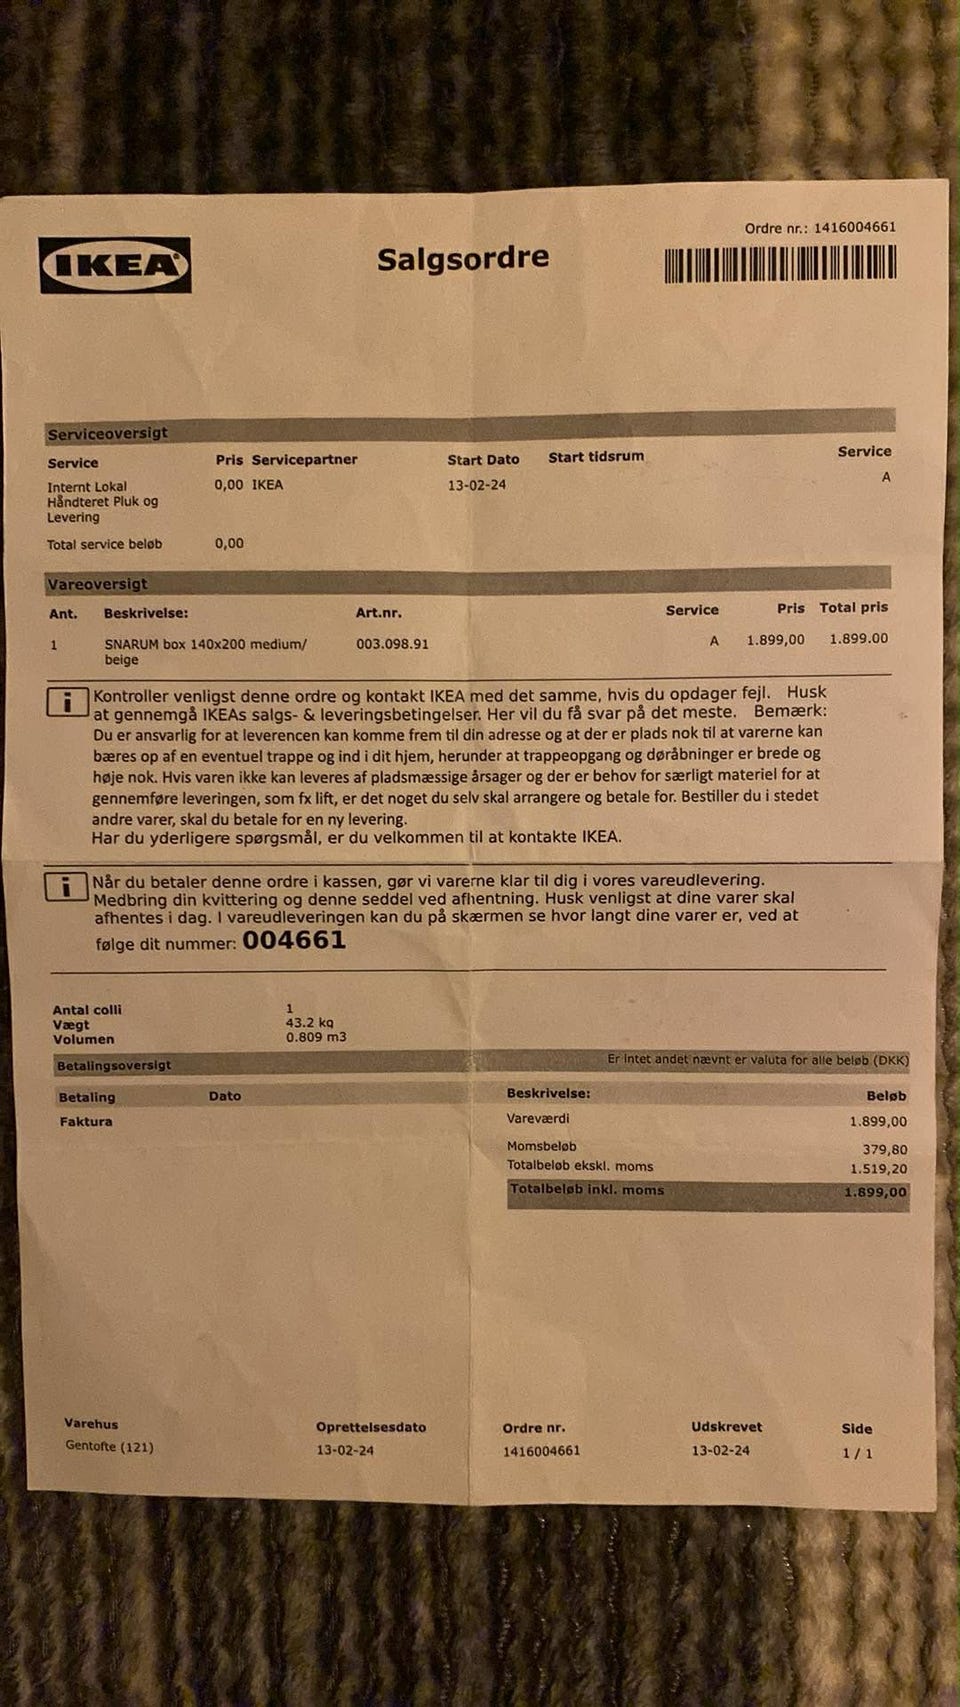 Ordre nr.: 1416004661
IKEA
Salgsordre
Serviceoversigt
Service Pris Servicepartner Start Dato Start tidsrum Service
Internt Lokal 0,00 IKEA 13-02-24 A
Håndteret Pluk og
Levering
Total service beløb 0,00
Vareoversigt
Ant. Beskrivelse: Art.nr. Service Pris Total pris
1 SNARUM box 140x200 medium/ 003.098.91 A 1.899,00 1.899.00
beige
i Kontroller venligst denne ordre og kontakt IKEA med det samme, hvis du opdager fejl. Husk
at gennemgå IKEAs salgs- & leveringsbetingelser. Her vil du få svar på det meste. Bemærk:
Du er ansvarlig for at leverencen kan komme frem til din adresse og at der er plads nok til at varerne kan
bæres op af en eventuel trappe og ind i dit hjem, herunder at trappeopgang og døråbninger er brede og
høje nok. Hvis varen ikke kan leveres af pladsmæssige årsager og der er behov for særligt materiel for at
gennemføre leveringen, som fx lift, er det noget du selv skal arrangere og betale for. Bestiller du i stedet
andre varer, skal du betale for en ny levering.
Har du yderligere spørgsmål, er du velkommen til at kontakte IKEA.
i Når du betaler denne ordre i kassen, gør vi varerne klar til dig i vores vareudlevering.
Medbring din kvittering og denne seddel ved afhentning. Husk venligst at dine varer skal
afhentes i dag. I vareudleveringen kan du på skærmen se hvor langt dine varer er, ved at
følge dit nummer: 004661
Antal colli 1
Vægt 43.2 kg
Volumen 0.809 m3
Betalingsoversigt Er intet andet nævnt er valuta for alle beløb (DKK)
Betaling Dato Beskrivelse: Beløb
Faktura Vareværdi 1.899,00
Momsbeløb 379,80
Totalbeløb ekskl. moms 1.519,20
Totalbeløb inkl. moms 1.899,00
Varehus Oprettelsesdato Ordre nr. Udskrevet Side
Gentofte (121) 13-02-24 1416004661 13-02-24 1 / 1